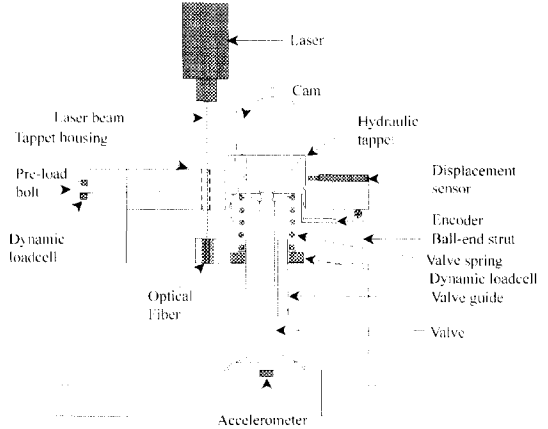 Laser
Cam
Laser beam
Tappet housing
Hydraulic
tappet
Pre-load
bolt
Displacement
sensor
Encoder
Ball-end strut
Dynamic
loadcell
Valve spring
Dynamic loadcell
Valve guide
Optical
Fiber
Valve
Accelerometer